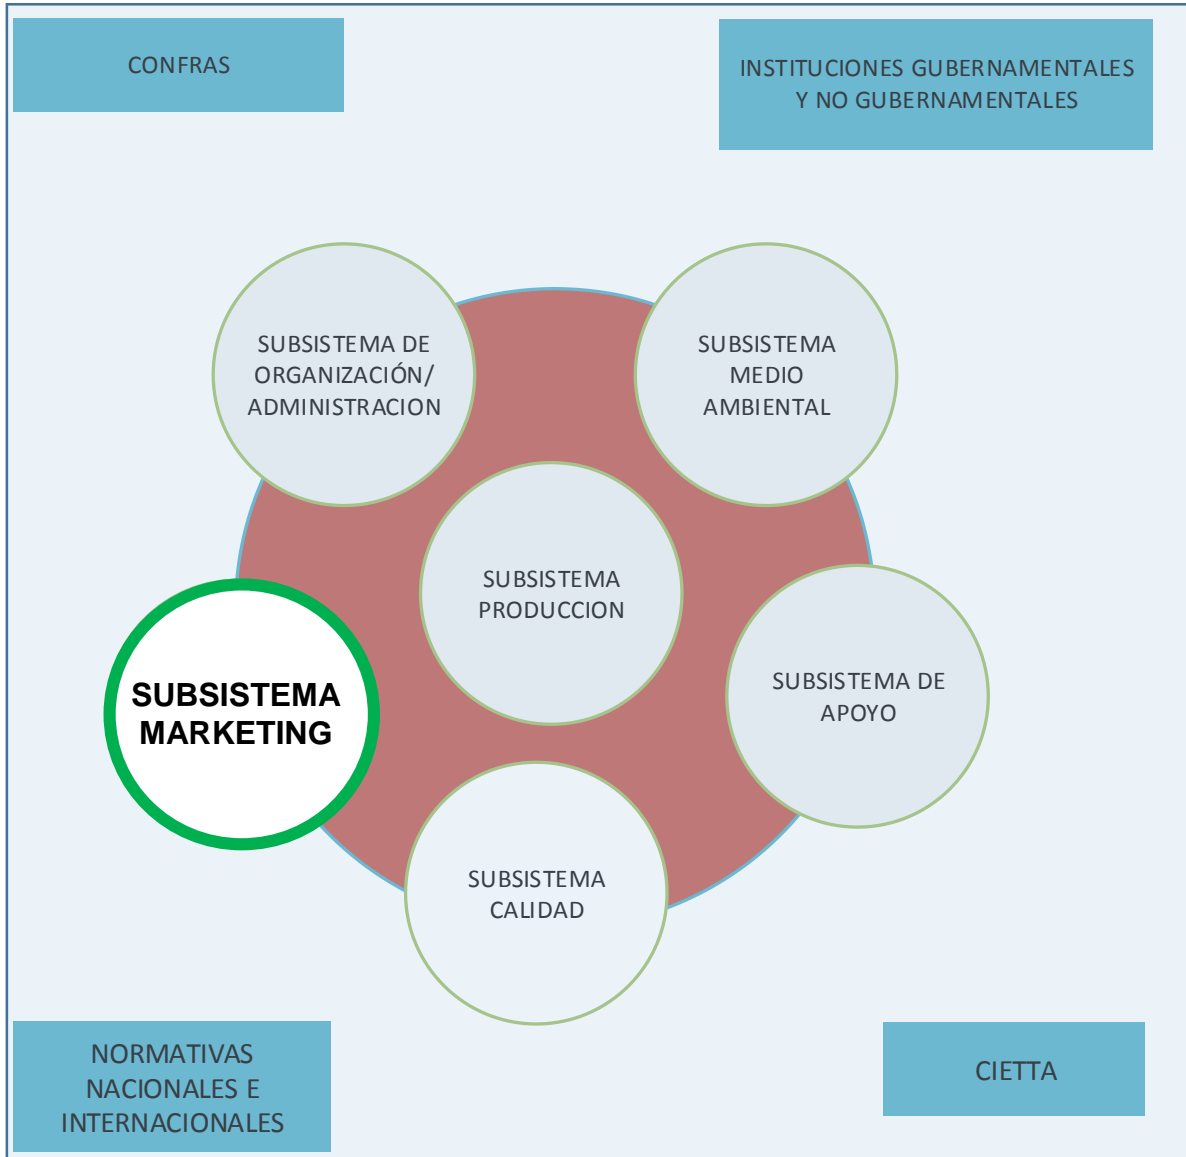 CONFRAS
INSTITUCIONES GUBERNAMENTALES
Y NO GUBERNAMENTALES
SUBSISTEMA DE
ORGANIZACIÓN/
ADMINISTRACION
SUBSISTEMA
MEDIO
AMBIENTAL
SUBSISTEMA
PRODUCCION
SUBSISTEMA
MARKETING
SUBSISTEMA DE
APOYO
SUBSISTEMA
CALIDAD
NORMATIVAS
NACIONALES E
INTERNACIONALES
CIETTA